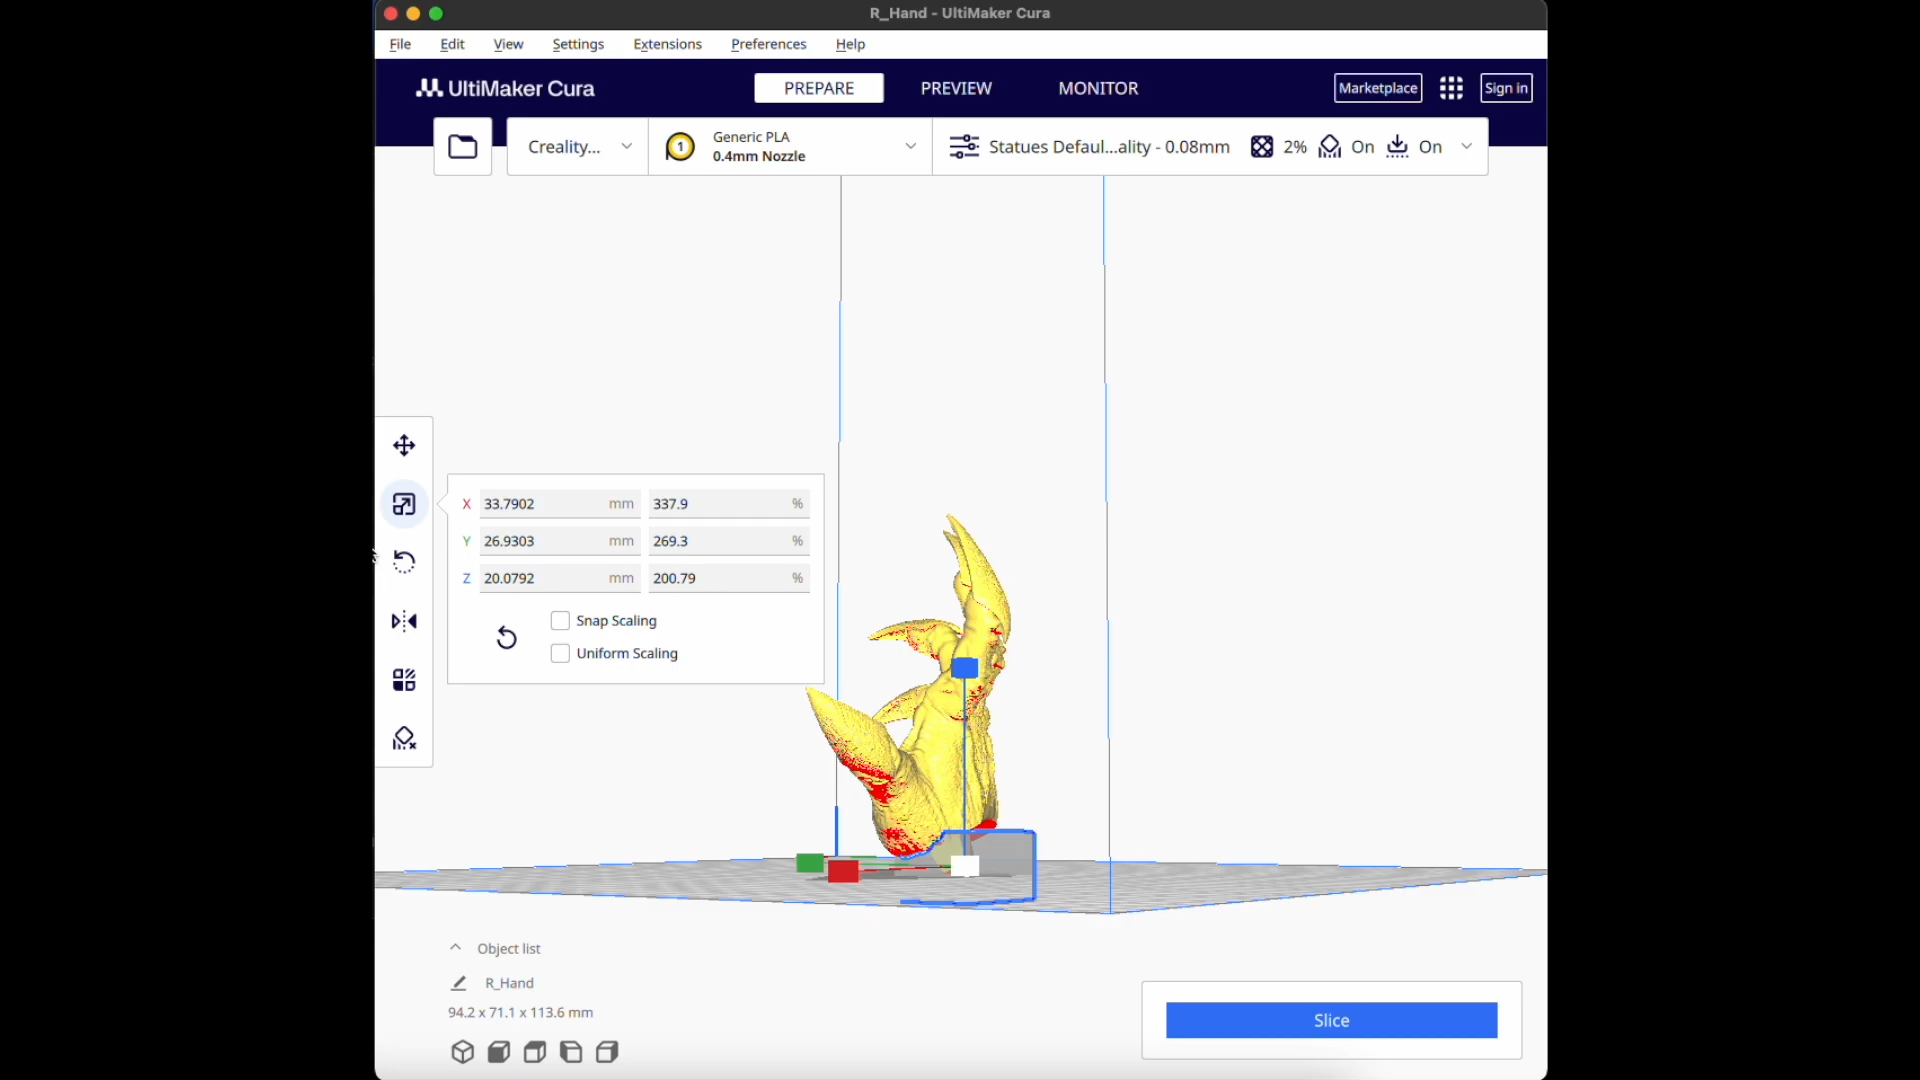 R_Hand - UltiMaker Cura
File Edit View Settings Extensions Preferences Help
UltiMaker Cura PREPARE PREVIEW MONITOR Marketplace Sign in
Creality... 1 Generic PLA
0.4mm Nozzle
Statues Defaul...ality - 0.08mm 2% On On
X 33.7902 mm 337.9 %
Y 26.9303 mm 269.3 %
Z 20.0792 mm 200.79 %
Snap Scaling
Uniform Scaling
Object list
R_Hand
94.2 x 71.1 x 113.6 mm
Slice